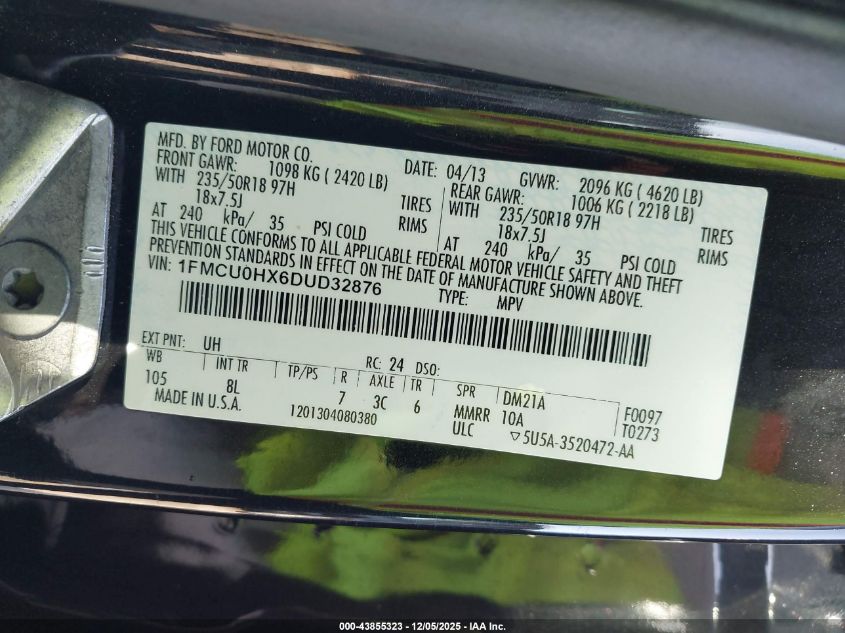 MFD. BY FORD MOTOR CO. DATE: 04/13 GVWR: 2096 KG ( 4620 LB)
FRONT GAWR: 1098 KG ( 2420 LB) REAR GAWR: 1006 KG ( 2218 LB)
WITH 235/50R18 97H TIRES WITH 235/50R18 97H TIRES
18x7.5J RIMS 18x7.5J RIMS
AT 240 kPa/ 35 PSI COLD AT 240 kPa/ 35 PSI COLD
THIS VEHICLE CONFORMS TO ALL APPLICABLE FEDERAL MOTOR VEHICLE SAFETY AND THEFT
PREVENTION STANDARDS IN EFFECT ON THE DATE OF MANUFACTURE SHOWN ABOVE.
VIN: 1FMCU0HX6DUD32876 TYPE: MPV
EXT PNT: UH RC: 24 DSO:
WB INT TR TP/PS R AXLE TR SPR DM21A F0097
105 8L 7 3C 6 MMRR 10A T0273
MADE IN U.S.A. 1201304080380 ULC ▽5U5A-3520472-AA
000-43855323 - 12/05/2025 - IAA Inc.